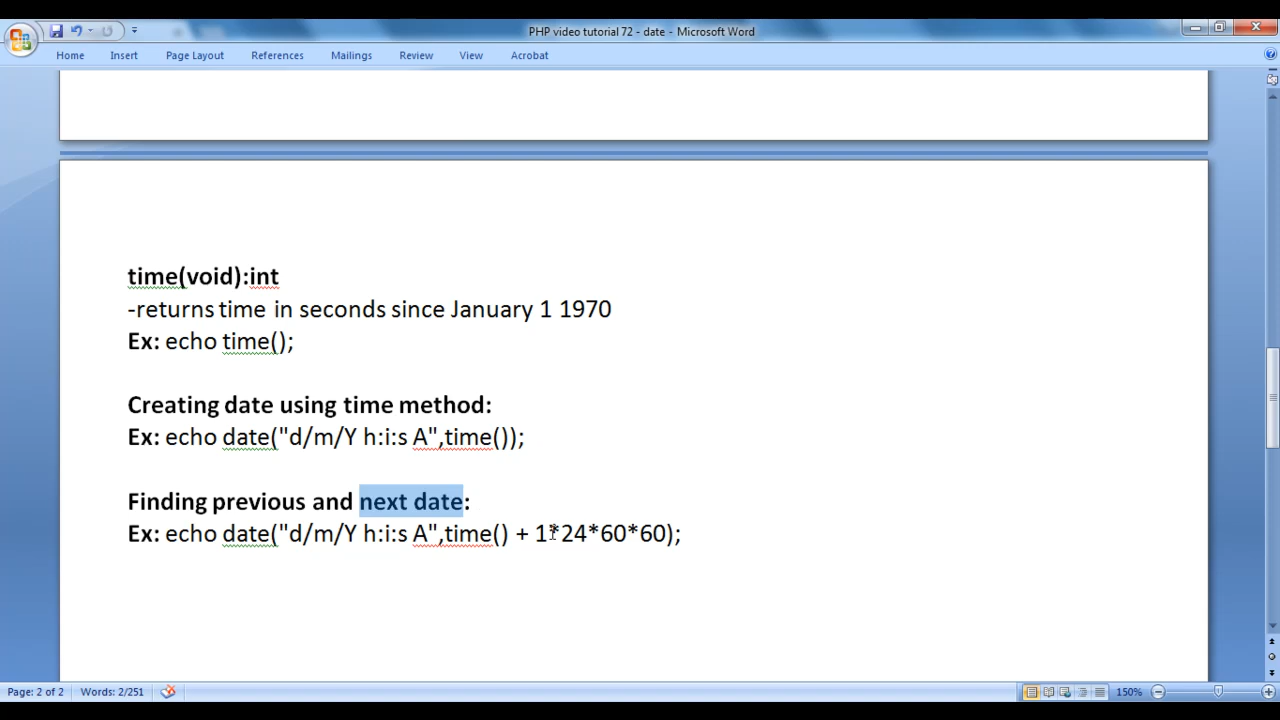 PHP video tutorial 72 - date - Microsoft Word
Home Insert Page Layout References Mailings Review View Acrobat
time(void):int
-returns time in seconds since January 1 1970
Ex: echo time();
Creating date using time method:
Ex: echo date("d/m/Y h:i:s A",time());
Finding previous and next date:
Ex: echo date("d/m/Y h:i:s A",time() + 1*24*60*60);
Page: 2 of 2 Words: 2/251 150%